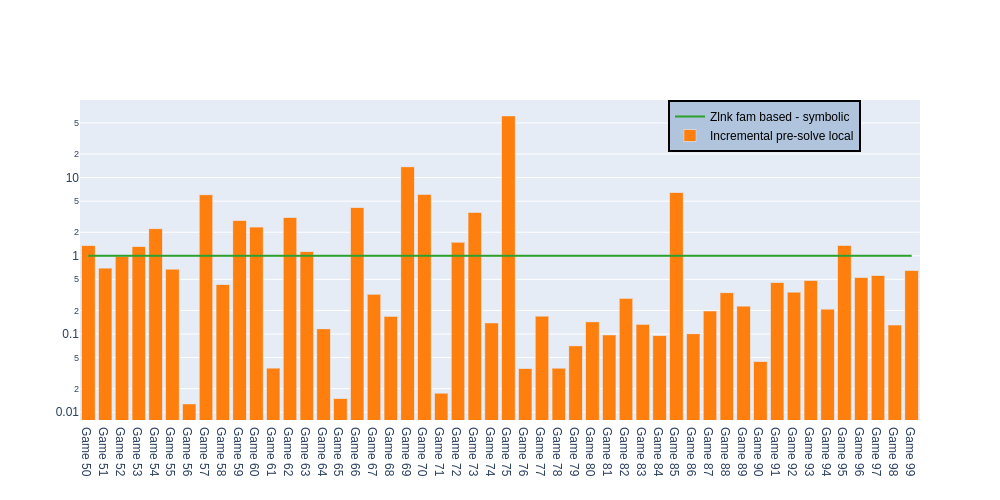 Zlnk fam based - symbolic
Incremental pre-solve local
5
2
10
5
2
1
5
2
0.1
5
2
0.01
Game 50
Game 51
Game 52
Game 53
Game 54
Game 55
Game 56
Game 57
Game 58
Game 59
Game 60
Game 61
Game 62
Game 63
Game 64
Game 65
Game 66
Game 67
Game 68
Game 69
Game 70
Game 71
Game 72
Game 73
Game 74
Game 75
Game 76
Game 77
Game 78
Game 79
Game 80
Game 81
Game 82
Game 83
Game 84
Game 85
Game 86
Game 87
Game 88
Game 89
Game 90
Game 91
Game 92
Game 93
Game 94
Game 95
Game 96
Game 97
Game 98
Game 99